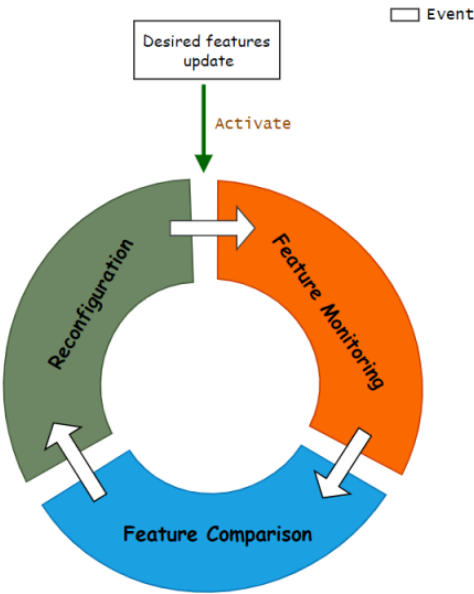 Event
Desired features
update
Activate
Reconfiguration
Feature Monitoring
Feature Comparison